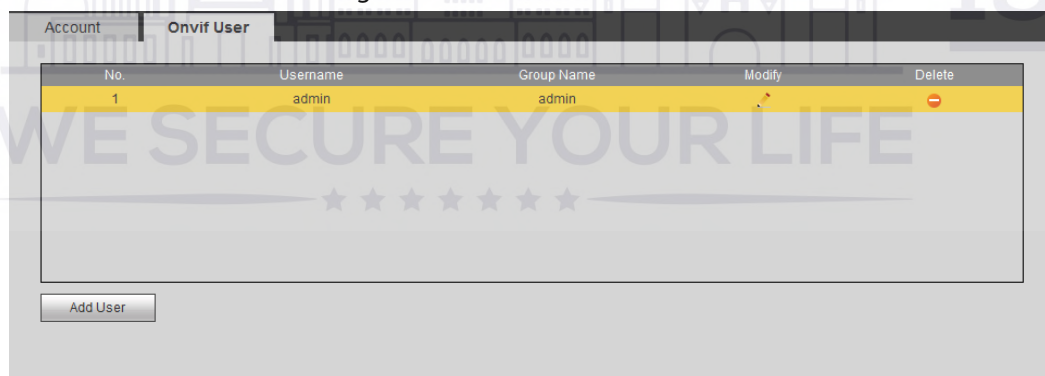 Account Onvif User
No. Username Group Name Modify Delete
1 admin admin
WE SECURE YOUR LIFE
Add User